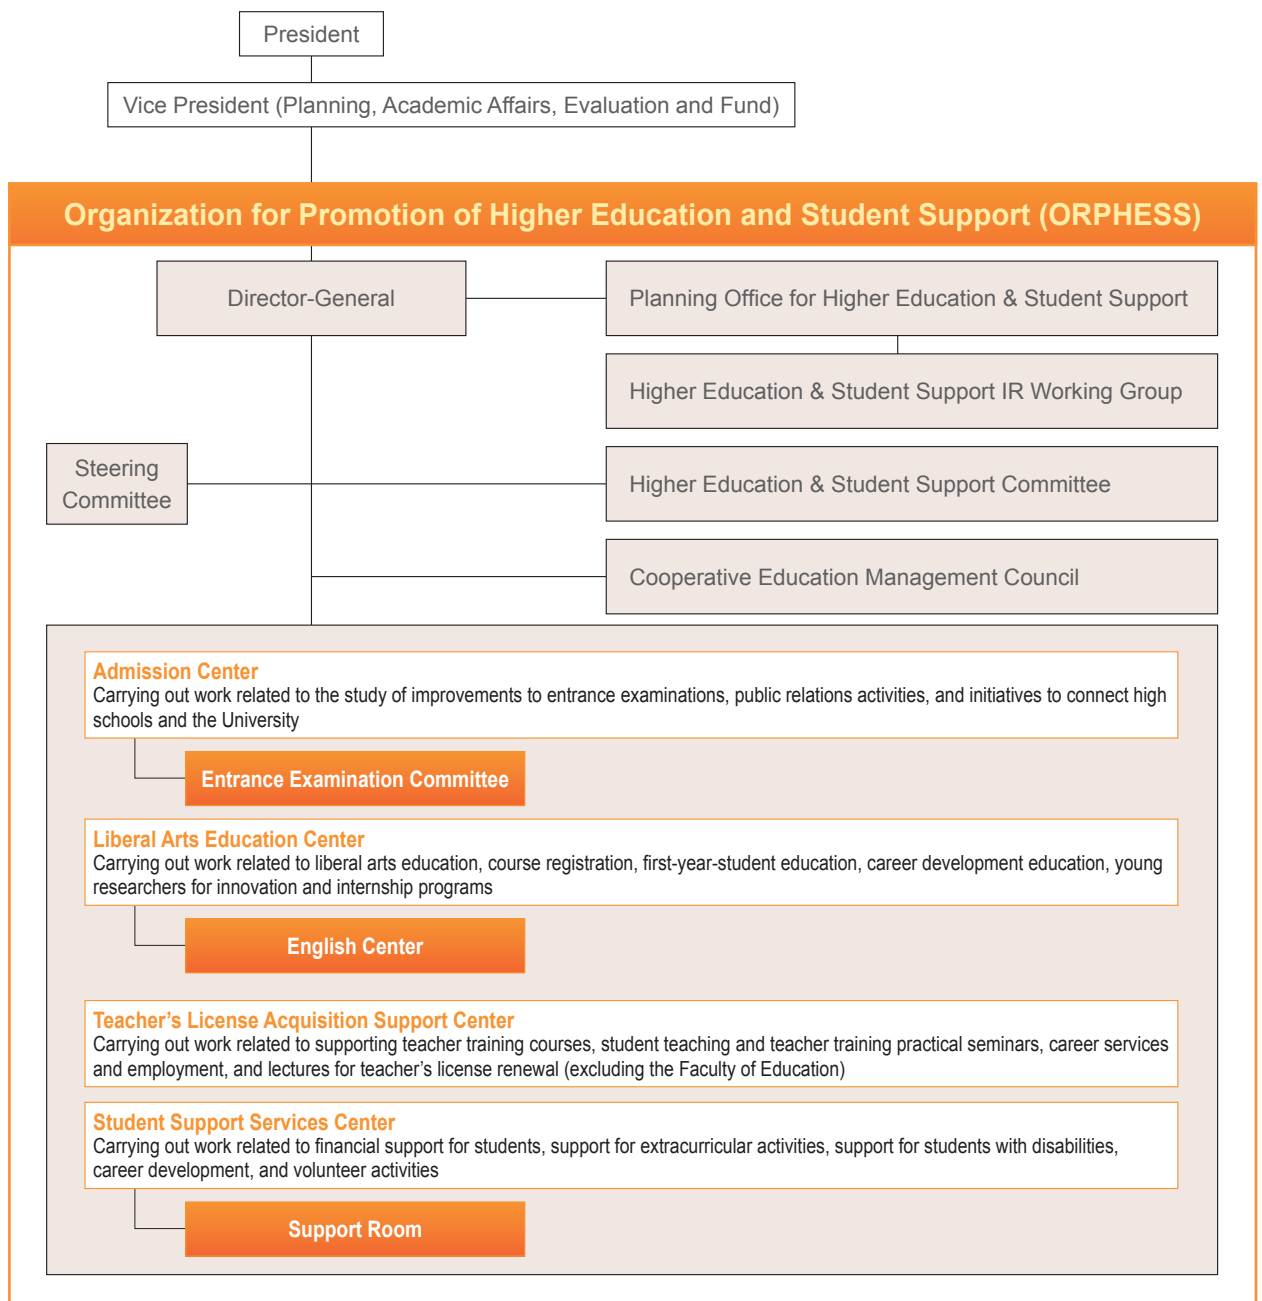 President
Vice President (Planning, Academic Affairs, Evaluation and Fund)
Organization for Promotion of Higher Education and Student Support (ORPHESS)
Director-General
Planning Office for Higher Education & Student Support
Higher Education & Student Support IR Working Group
Steering
Committee
Higher Education & Student Support Committee
Cooperative Education Management Council
Admission Center
Carrying out work related to the study of improvements to entrance examinations, public relations activities, and initiatives to connect high
schools and the University
Entrance Examination Committee
Liberal Arts Education Center
Carrying out work related to liberal arts education, course registration, first-year-student education, career development education, young
researchers for innovation and internship programs
English Center
Teacher’s License Acquisition Support Center
Carrying out work related to supporting teacher training courses, student teaching and teacher training practical seminars, career services
and employment, and lectures for teacher’s license renewal (excluding the Faculty of Education)
Student Support Services Center
Carrying out work related to financial support for students, support for extracurricular activities, support for students with disabilities,
career development, and volunteer activities
Support Room